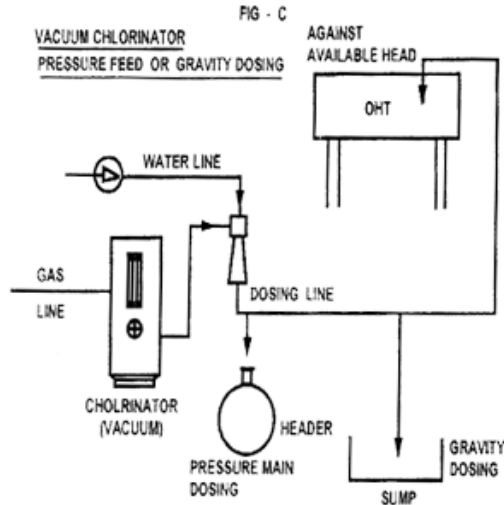 FIG - C
VACUUM CHLORINATOR
PRESSURE FEED OR GRAVITY DOSING
AGAINST
AVAILABLE HEAD
OHT
WATER LINE
GAS
LINE
DOSING LINE
CHOLRINATOR
(VACUUM)
HEADER
PRESSURE MAIN
DOSING
GRAVITY
DOSING
SUMP